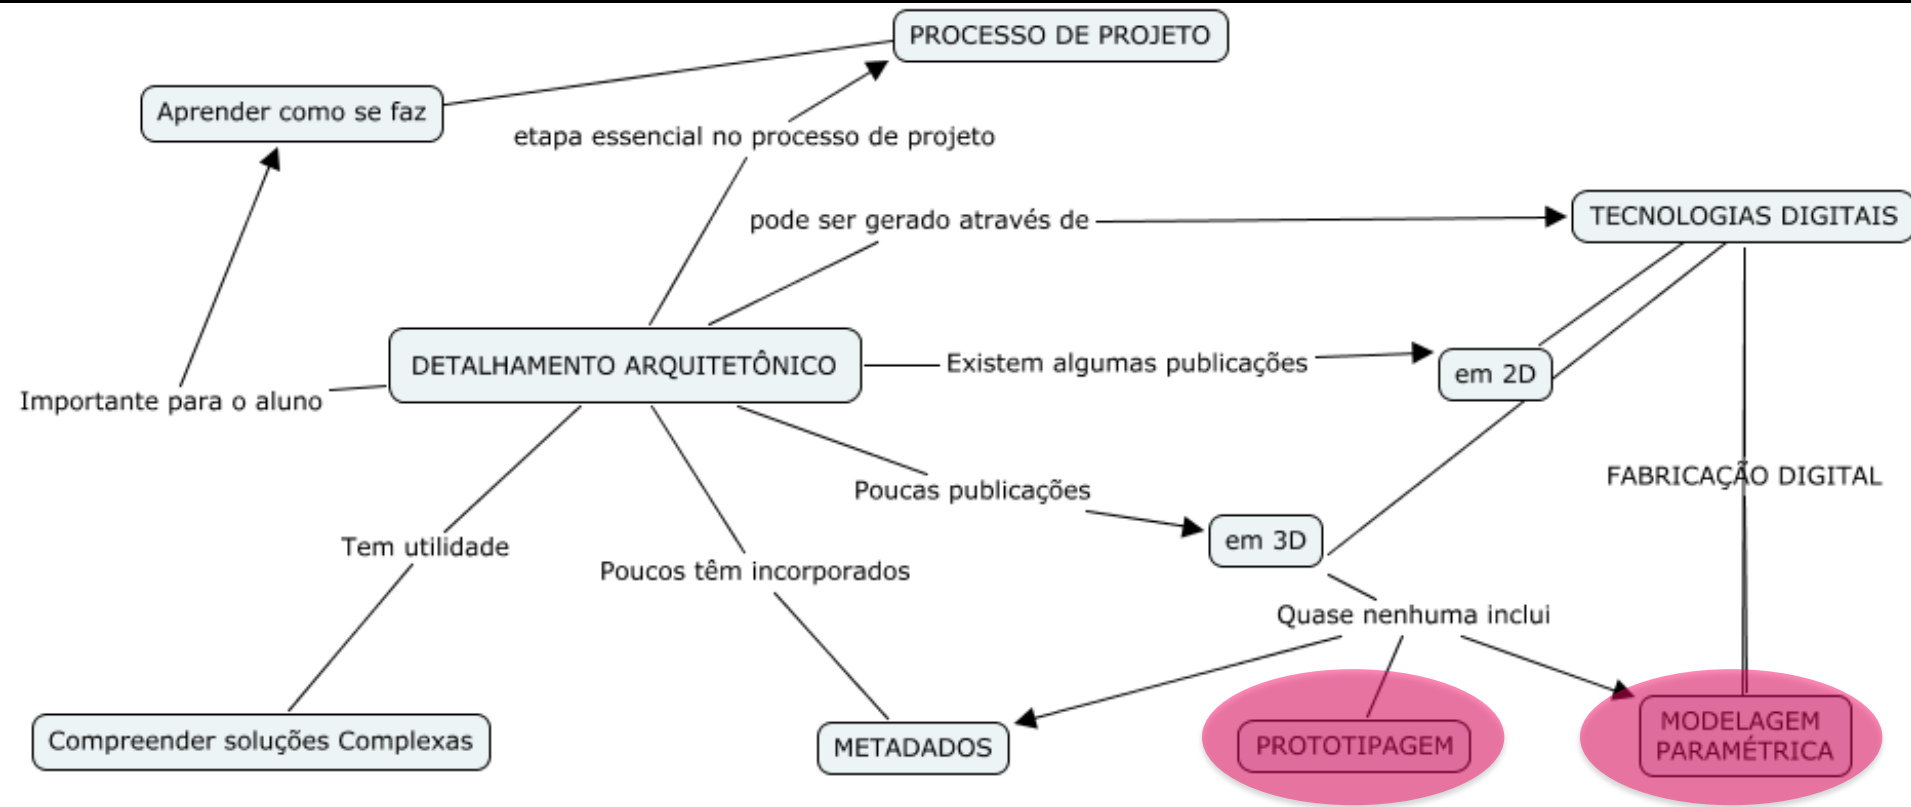 PROCESSO DE PROJETO
Aprender como se faz
etapa essencial no processo de projeto
pode ser gerado através de
TECNOLOGIAS DIGITAIS
DETALHAMENTO ARQUITETÔNICO
Existem algumas publicações
em 2D
Importante para o aluno
FABRICAÇÃO DIGITAL
Poucas publicações
em 3D
Tem utilidade
Poucos têm incorporados
Quase nenhuma inclui
Compreender soluções Complexas
METADADOS
PROTOTIPAGEM
MODELAGEM
PARAMÉTRICA